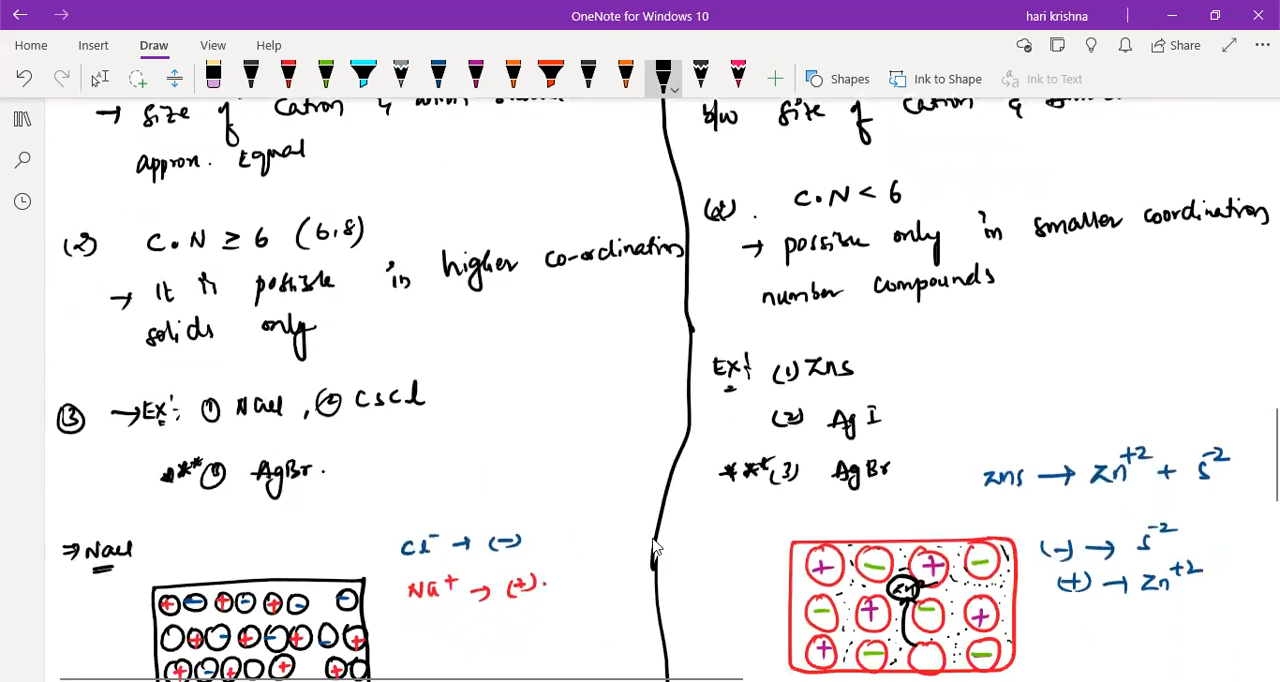 OneNote for Windows 10
hari krishna
Home Insert Draw View Help
Share
Shapes Ink to Shape Ink to Text
→ Size of Cation &
approx. Equal
(2) C.N ≥ 6 (6,8)
→ It is possible in higher co-ordination
solids only
③ → Ex: ① NaCl, ② CsCl
*** ③ AgBr.
⇒ NaCl
Cl⁻ → (-)
Na⁺ → (+).
+ - + - + - -
+ - + - + - +
+ - + + +
b/w size of Cation &
(2). C.N < 6
→ possible only in smaller coordination
number compounds
Ex: (1) ZnS
(2) AgI
*** (3) AgBr
ZnS → Zn⁺² + S⁻²
(-) → S⁻²
(+) → Zn⁺²
+ - + -
Zn⁺²
- + - +
+ - -